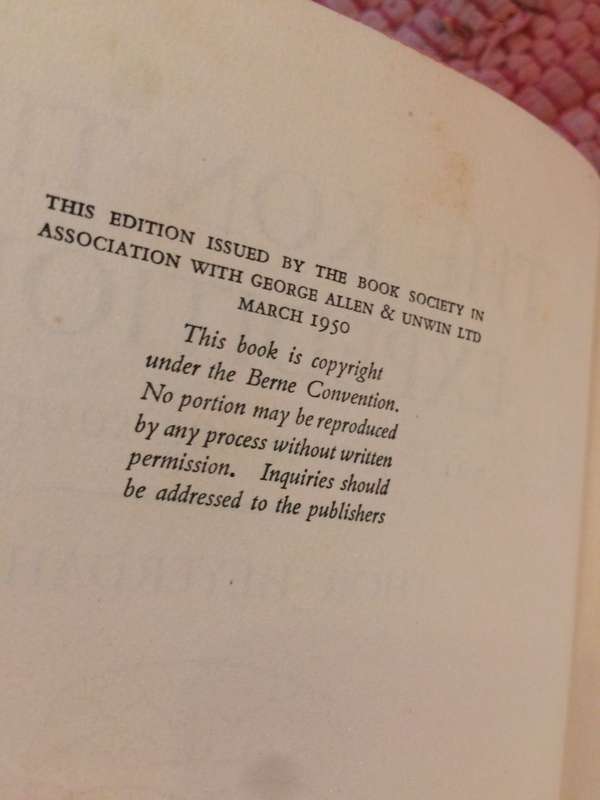 THIS EDITION ISSUED BY THE BOOK SOCIETY IN
ASSOCIATION WITH GEORGE ALLEN & UNWIN LTD
MARCH 1950
This book is copyright
under the Berne Convention.
No portion may be reproduced
by any process without written
permission. Inquiries should
be addressed to the publishers